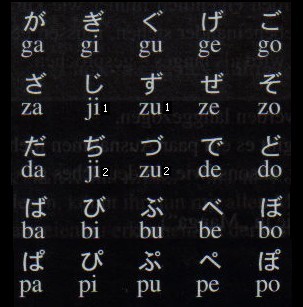 が ぎ ぐ げ ご
ga gi gu ge go
ざ じ ず ぜ ぞ
za ji1 zu1 ze zo
だ ぢ づ で ど
da ji2 zu2 de do
ば び ぶ べ ぼ
ba bi bu be bo
ぱ ぴ ぷ ぺ ぽ
pa pi pu pe po